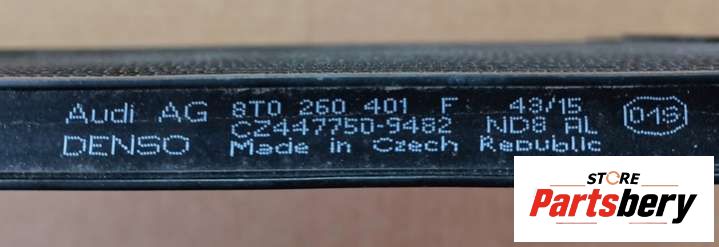 Audi AG 8T0 260 401 F 43/15 019
CZ447750-9482 ND8 AL
DENSO Made in Czech Republic
STORE
Partsbery